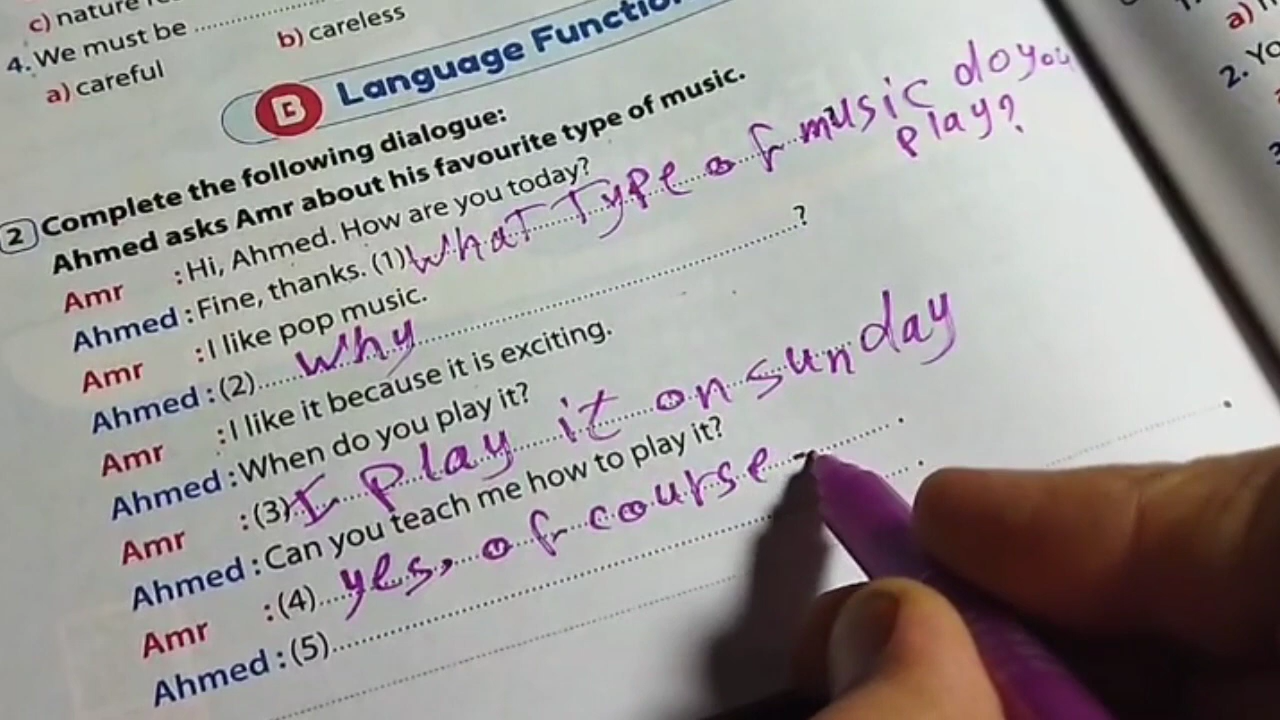 c) nature
4. We must be ..............
a) careful b) careless
B Language Functio
2 Complete the following dialogue:
Ahmed asks Amr about his favourite type of music.
Amr : Hi, Ahmed. How are you today?
Ahmed : Fine, thanks. (1) What Type of music do you play?
?
Amr : I like pop music.
Ahmed : (2) Why
Amr : I like it because it is exciting.
Ahmed : When do you play it?
Amr : (3) I play it on sunday .
Ahmed : Can you teach me how to play it?
Amr : (4) yes, of course .
Ahmed : (5) .
a)
2. Yo